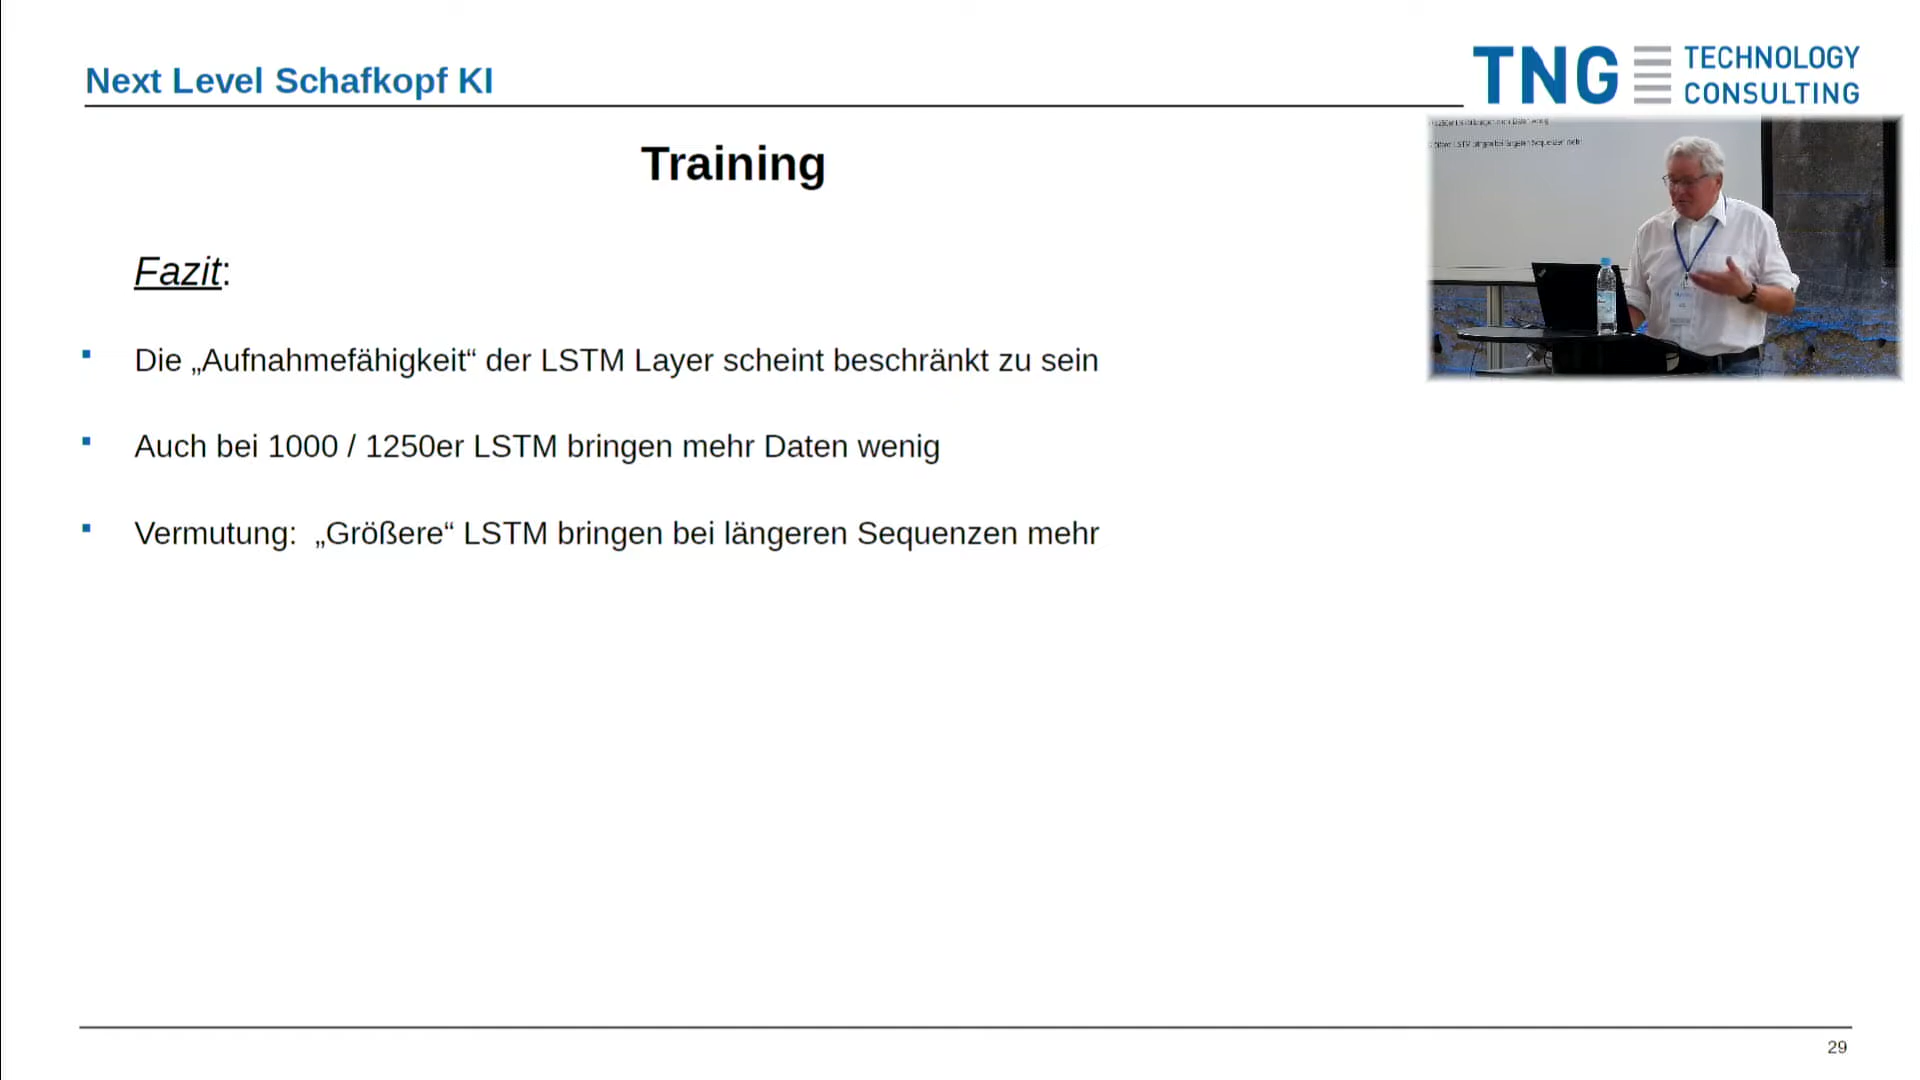 Next Level Schafkopf KI
TNG TECHNOLOGY
CONSULTING
Training
Fazit:
Die „Aufnahmefähigkeit“ der LSTM Layer scheint beschränkt zu sein
Auch bei 1000 / 1250er LSTM bringen mehr Daten wenig
Vermutung:  „Größere“ LSTM bringen bei längeren Sequenzen mehr
29